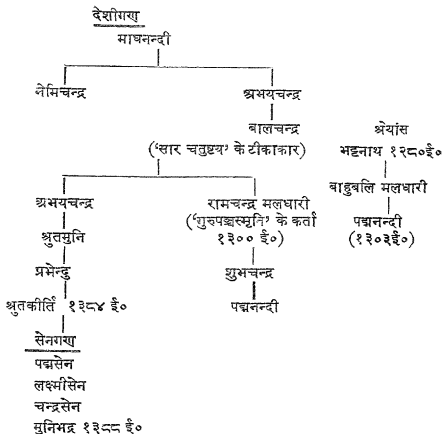 देशीगण
माघनन्दी
नेमिचन्द्र
अभयचन्द्र
बालचन्द्र
('सार चतुष्टय' के टीकाकार)
श्रेयांस
भट्टनाथ १२८०ई०
बाहुबलि मलधारी
पद्मनन्दी
(१३०३ई०)
अभयचन्द्र
श्रुतमुनि
प्रभेन्दु
श्रुतकीर्ति १३८४ ई०
रामचन्द्र मलधारी
('गुरुपञ्चस्मृनि' के कर्ता
१३०० ई०)
शुभचन्द्र
पद्मनन्दी
सेनगण
पद्मसेन
लक्ष्मीसेन
चन्द्रसेन
मुनिभद्र १३८८ ई०